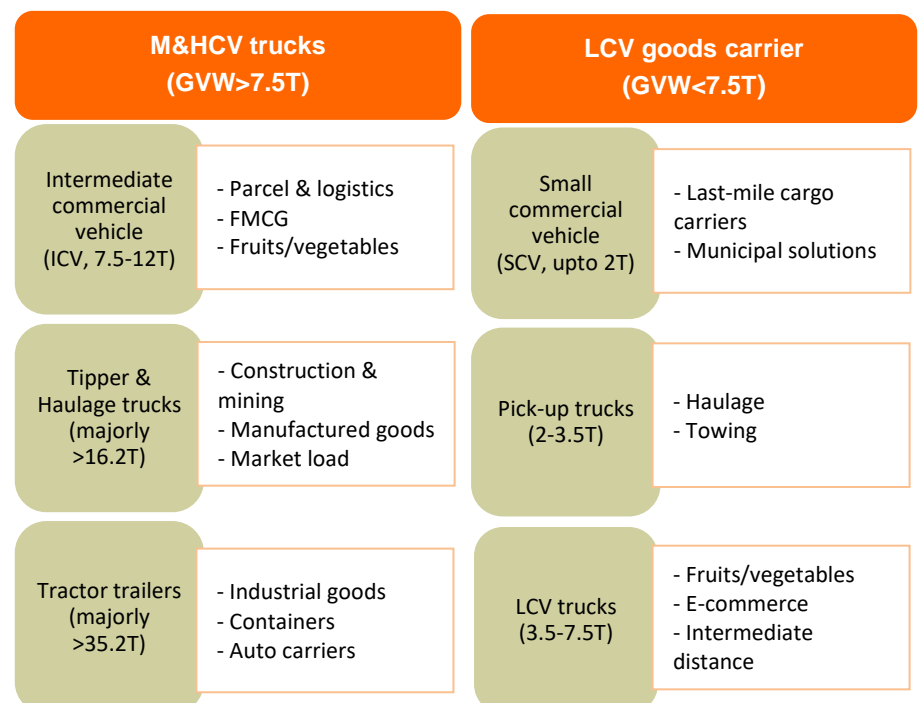 M&HCV trucks
(GVW>7.5T)
Intermediate
commercial
vehicle
(ICV, 7.5-12T)
- Parcel & logistics
- FMCG
- Fruits/vegetables
Tipper &
Haulage trucks
(majorly
>16.2T)
- Construction &
mining
- Manufactured goods
- Market load
Tractor trailers
(majorly
>35.2T)
- Industrial goods
- Containers
- Auto carriers
LCV goods carrier
(GVW<7.5T)
Small
commercial
vehicle
(SCV, upto 2T)
- Last-mile cargo
carriers
- Municipal solutions
Pick-up trucks
(2-3.5T)
- Haulage
- Towing
LCV trucks
(3.5-7.5T)
- Fruits/vegetables
- E-commerce
- Intermediate
distance